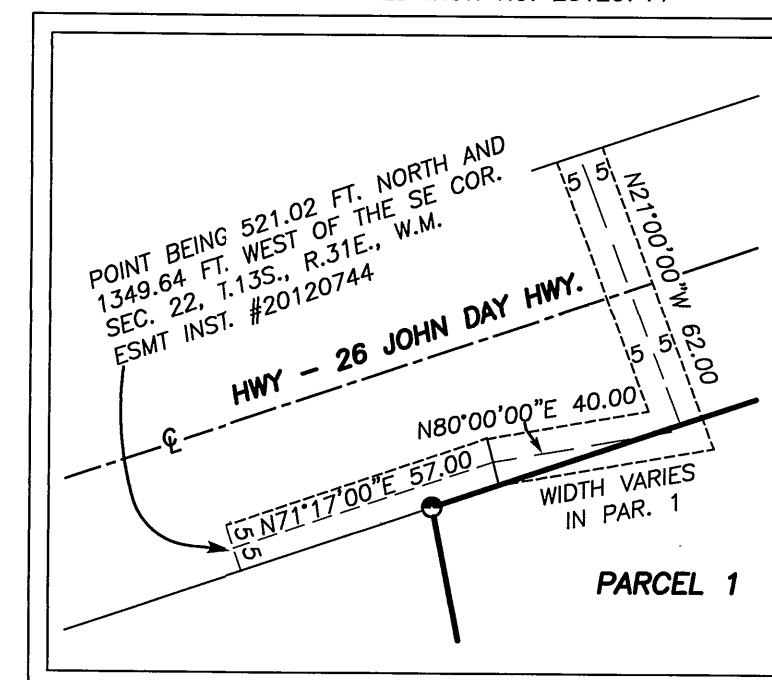 POINT BEING 521.02 FT. NORTH AND
1349.64 FT. WEST OF THE SE COR.
SEC. 22, T.13S., R.31E., W.M.
ESMT INST. #20120744
5 5
N21°00'00"W 62.00
HWY - 26 JOHN DAY HWY.
℄
5 5
N80°00'00"E 40.00
N71°17'00"E 57.00
5
5
WIDTH VARIES
IN PAR. 1
PARCEL 1